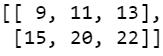 [[ 9, 11, 13],
 [15, 20, 22]]